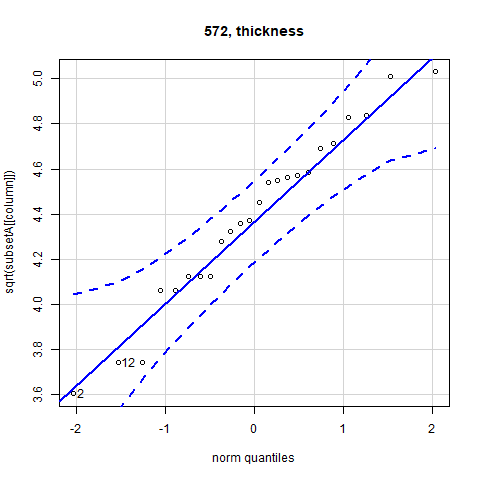 572, thickness
sqrt(subsetA[[column]])
5.0
4.8
4.6
4.4
4.2
4.0
3.8
3.6
12
2
-2 -1 0 1 2
norm quantiles